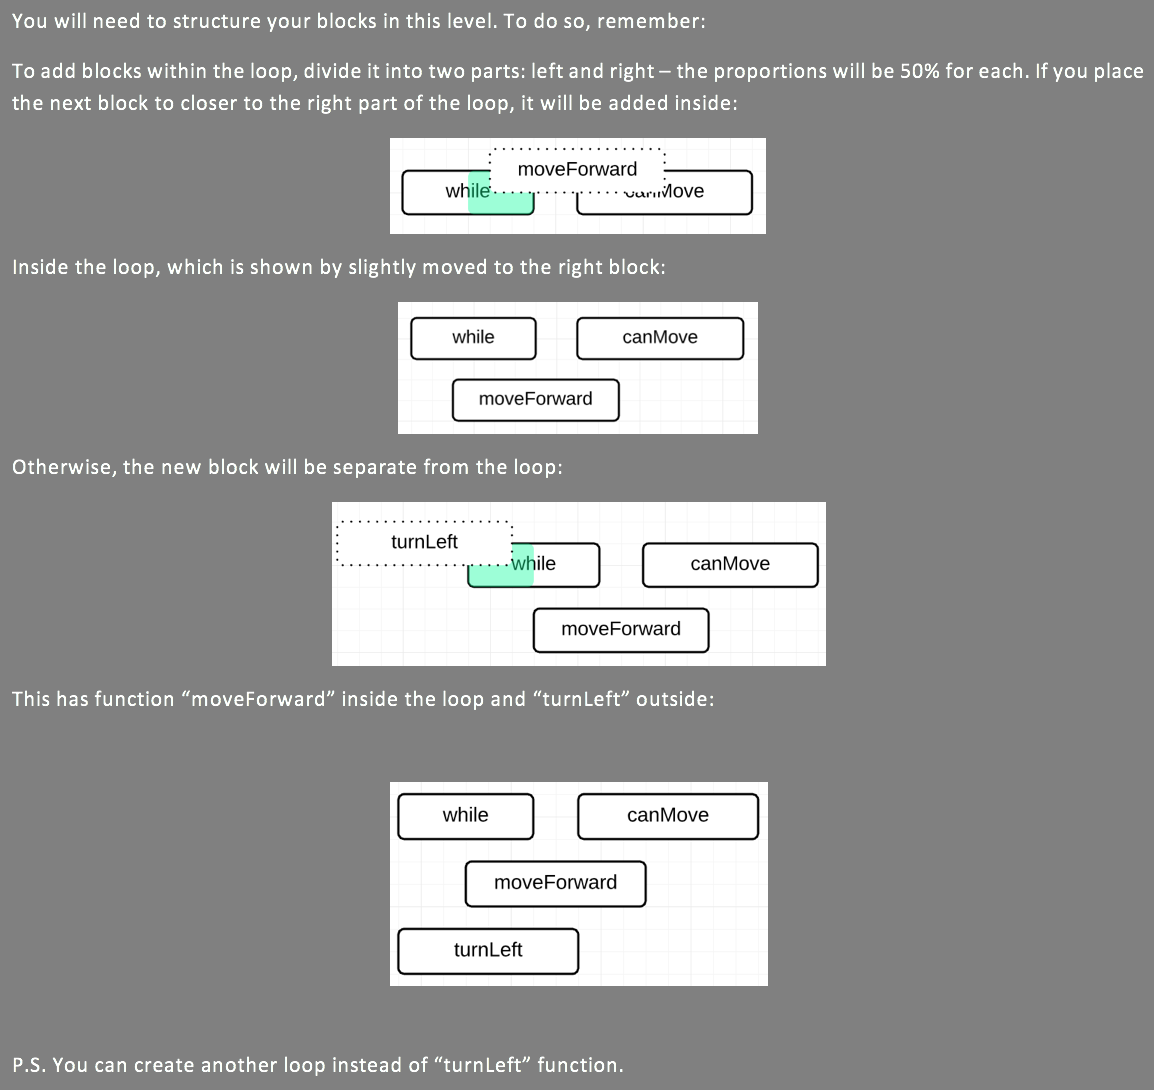 You will need to structure your blocks in this level. To do so, remember:
To add blocks within the loop, divide it into two parts: left and right – the proportions will be 50% for each. If you place
the next block to closer to the right part of the loop, it will be added inside:
moveForward
while canMove
Inside the loop, which is shown by slightly moved to the right block:
while canMove
moveForward
Otherwise, the new block will be separate from the loop:
turnLeft
while canMove
moveForward
This has function “moveForward” inside the loop and “turnLeft” outside:
while canMove
moveForward
turnLeft
P.S. You can create another loop instead of “turnLeft” function.